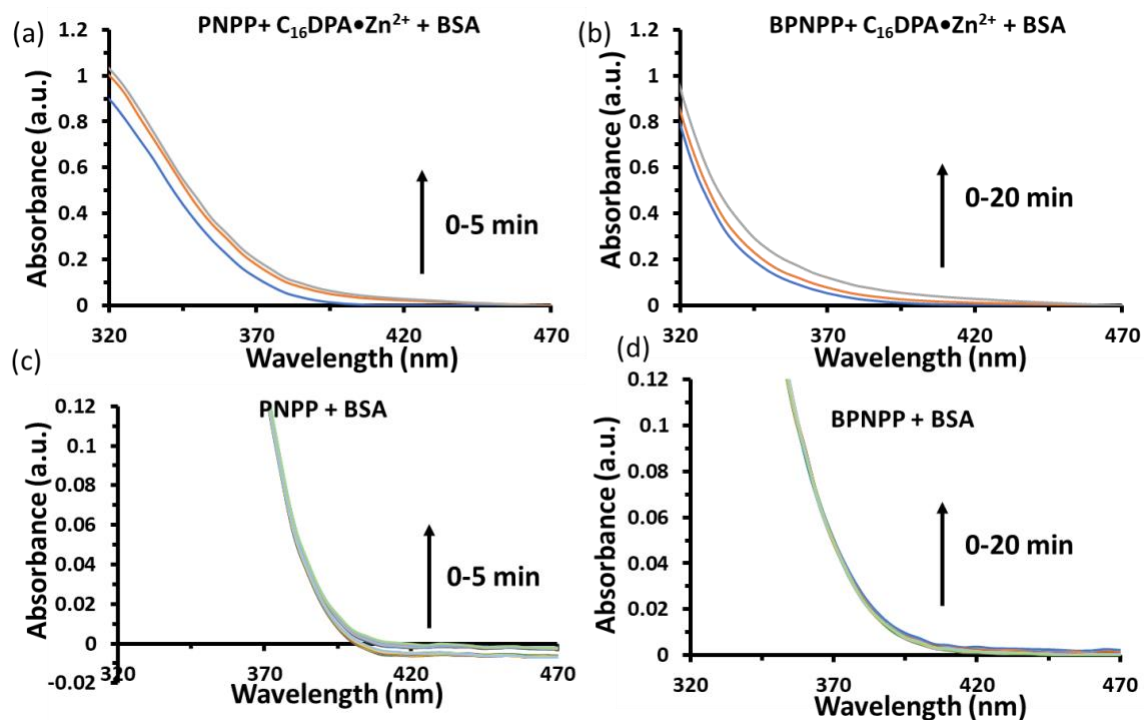 (a)
PNPP+ C₁₆DPA●Zn²⁺ + BSA
Absorbance (a.u.)
1.2
1
0.8
0.6
0.4
0.2
0
0-5 min
320 370 420 470
Wavelength (nm)
(b)
BPNPP+ C₁₆DPA●Zn²⁺ + BSA
Absorbance (a.u.)
1.2
1
0.8
0.6
0.4
0.2
0
0-20 min
320 370 420 470
Wavelength (nm)
(c)
PNPP + BSA
Absorbance (a.u.)
0.12
0.1
0.08
0.06
0.04
0.02
0
-0.02
0-5 min
320 370 420 470
Wavelength (nm)
(d)
BPNPP + BSA
Absorbance (a.u.)
0.12
0.1
0.08
0.06
0.04
0.02
0
0-20 min
320 370 420 470
Wavelength (nm)